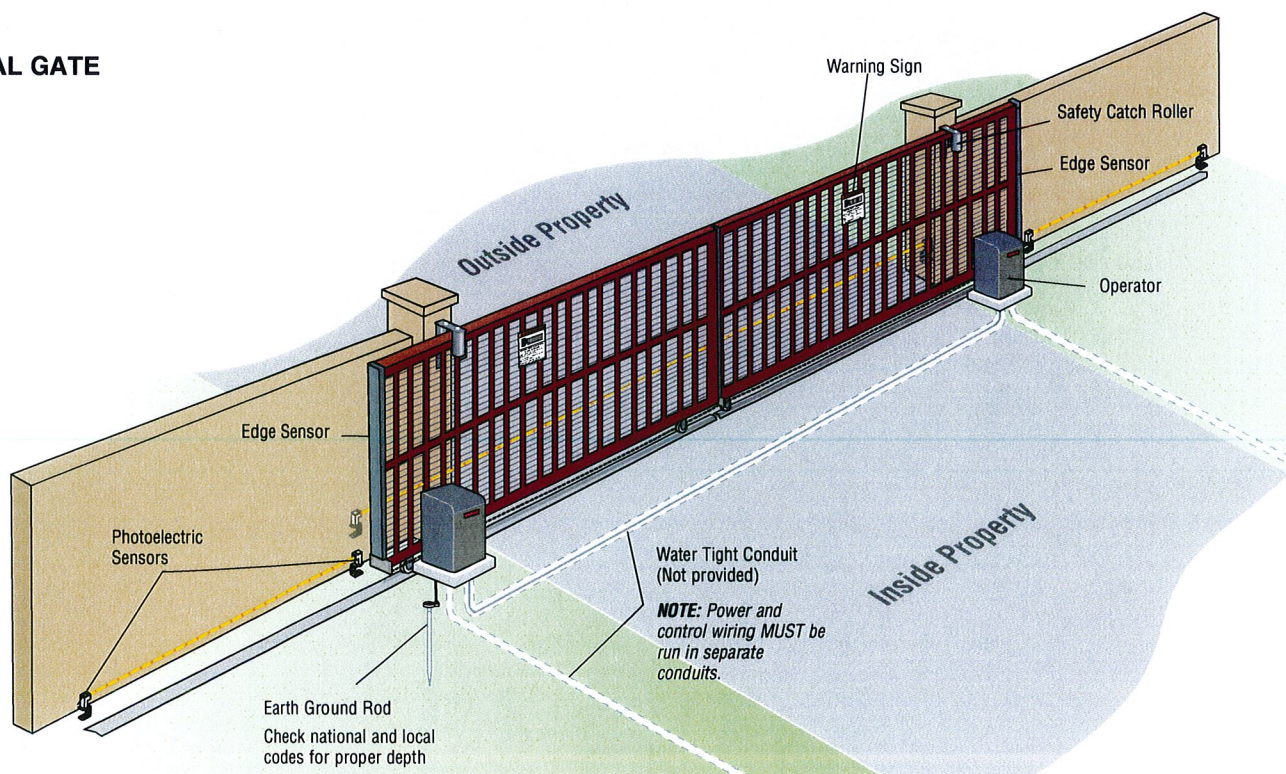 AL GATE
Warning Sign
Safety Catch Roller
Edge Sensor
Outside Property
Operator
Edge Sensor
Photoelectric
Sensors
Water Tight Conduit
(Not provided)
NOTE: Power and
control wiring MUST be
run in separate
conduits.
Inside Property
Earth Ground Rod
Check national and local
codes for proper depth